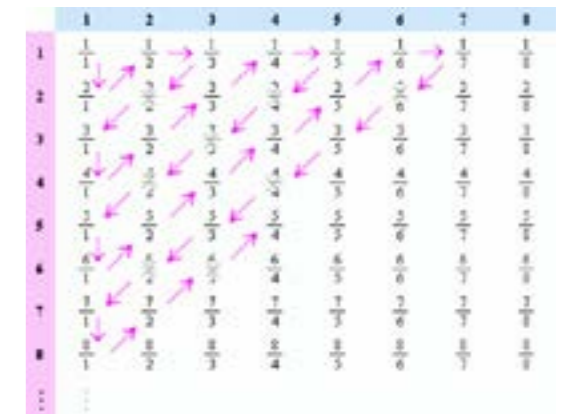 1 2 3 4 5 6 7 8
1 1/1 1/2 1/3 1/4 1/5 1/6 1/7 1/8
2 2/1 2/2 2/3 2/4 2/5 2/6 2/7 2/8
3 3/1 3/2 3/3 3/4 3/5 3/6 3/7 3/8
4 4/1 4/2 4/3 4/4 4/5 4/6 4/7 4/8
5 5/1 5/2 5/3 5/4 5/5 5/6 5/7 5/8
6 6/1 6/2 6/3 6/4 6/5 6/6 6/7 6/8
7 7/1 7/2 7/3 7/4 7/5 7/6 7/7 7/8
8 8/1 8/2 8/3 8/4 8/5 8/6 8/7 8/8
⋮ ⋮